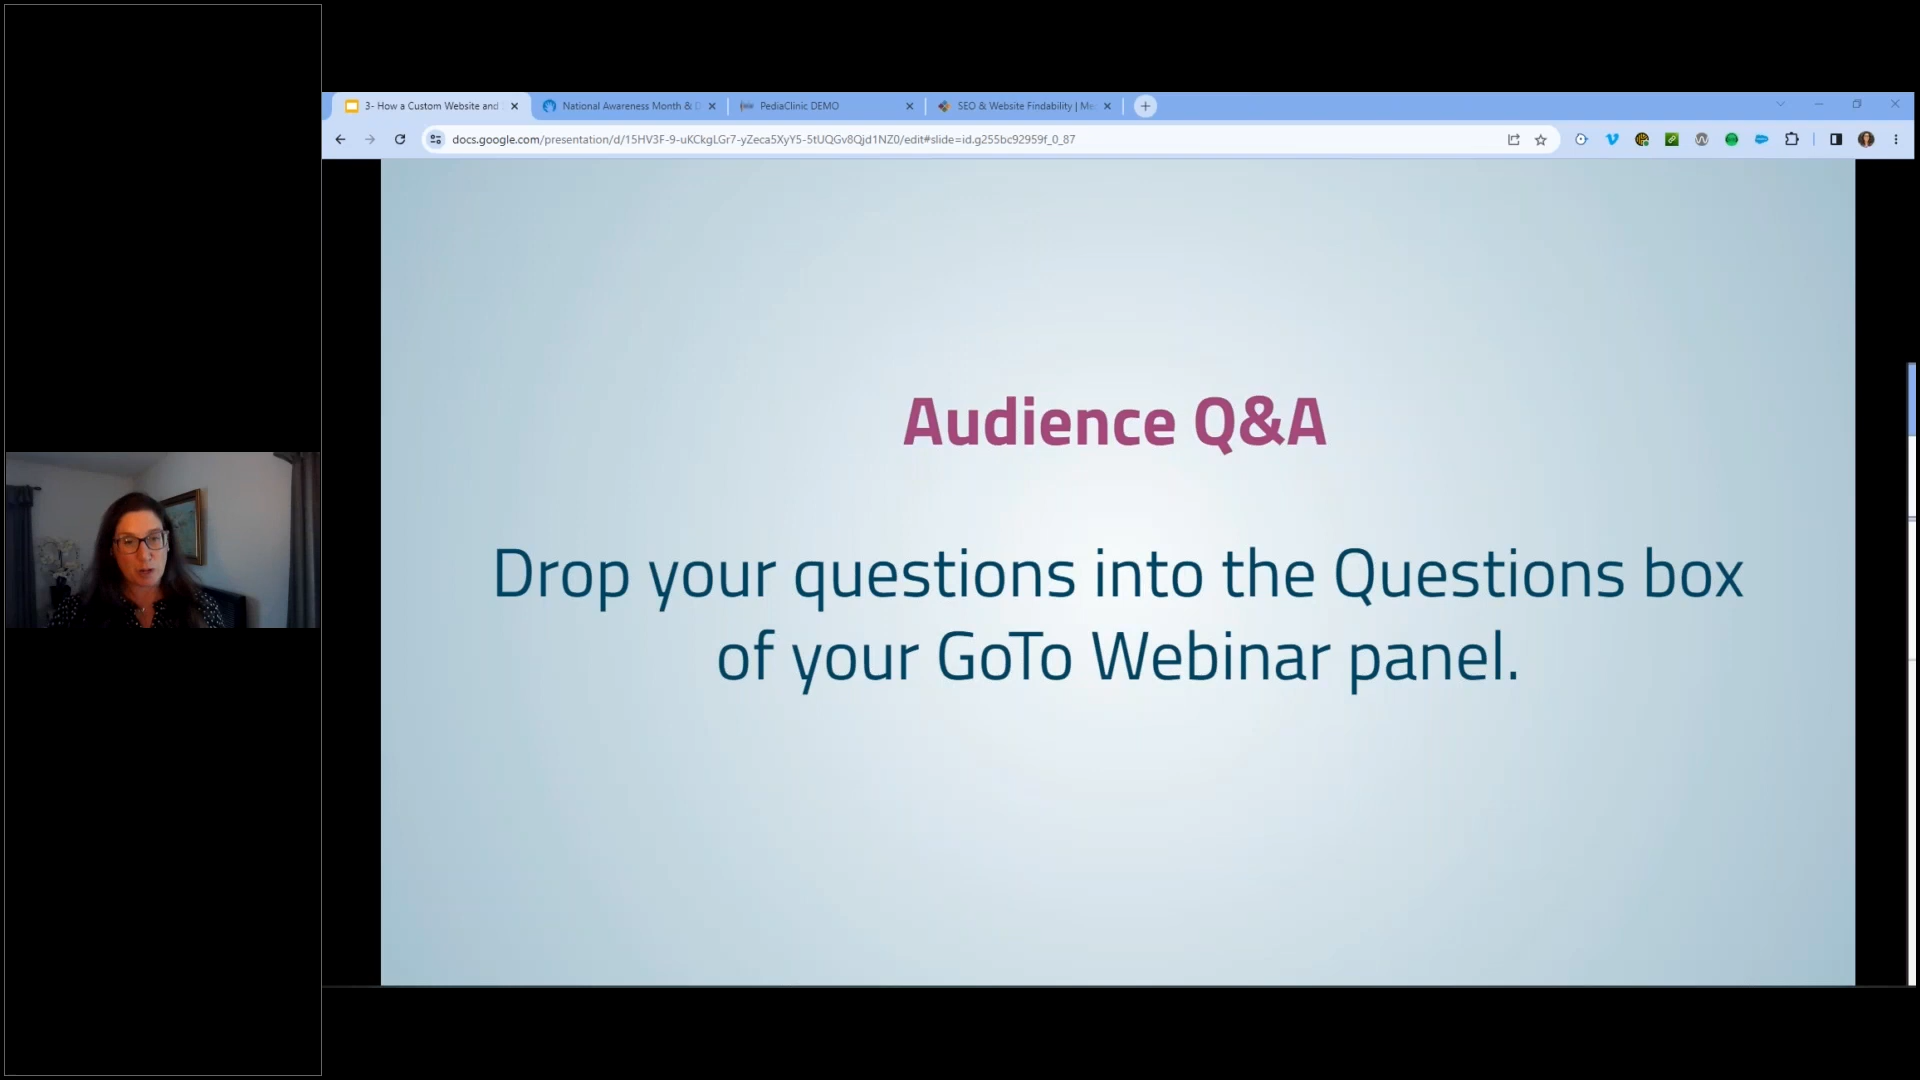 3- How a Custom Website and
National Awareness Month & D
PediaClinic DEMO
SEO & Website Findability | Me
docs.google.com/presentation/d/15HV3F-9-uKCkgLGr7-yZeca5XyY5-5tUQGv8Qjd1NZ0/edit#slide=id.g255bc92959f_0_87
Audience Q&A
Drop your questions into the Questions box
of your GoTo Webinar panel.